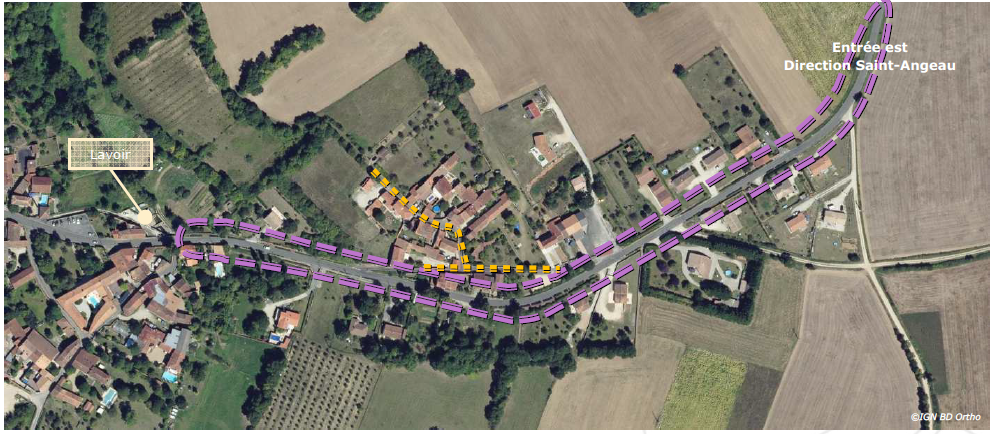 Entrée est
Direction Saint-Angeau
Lavoir
©IGN BD Ortho